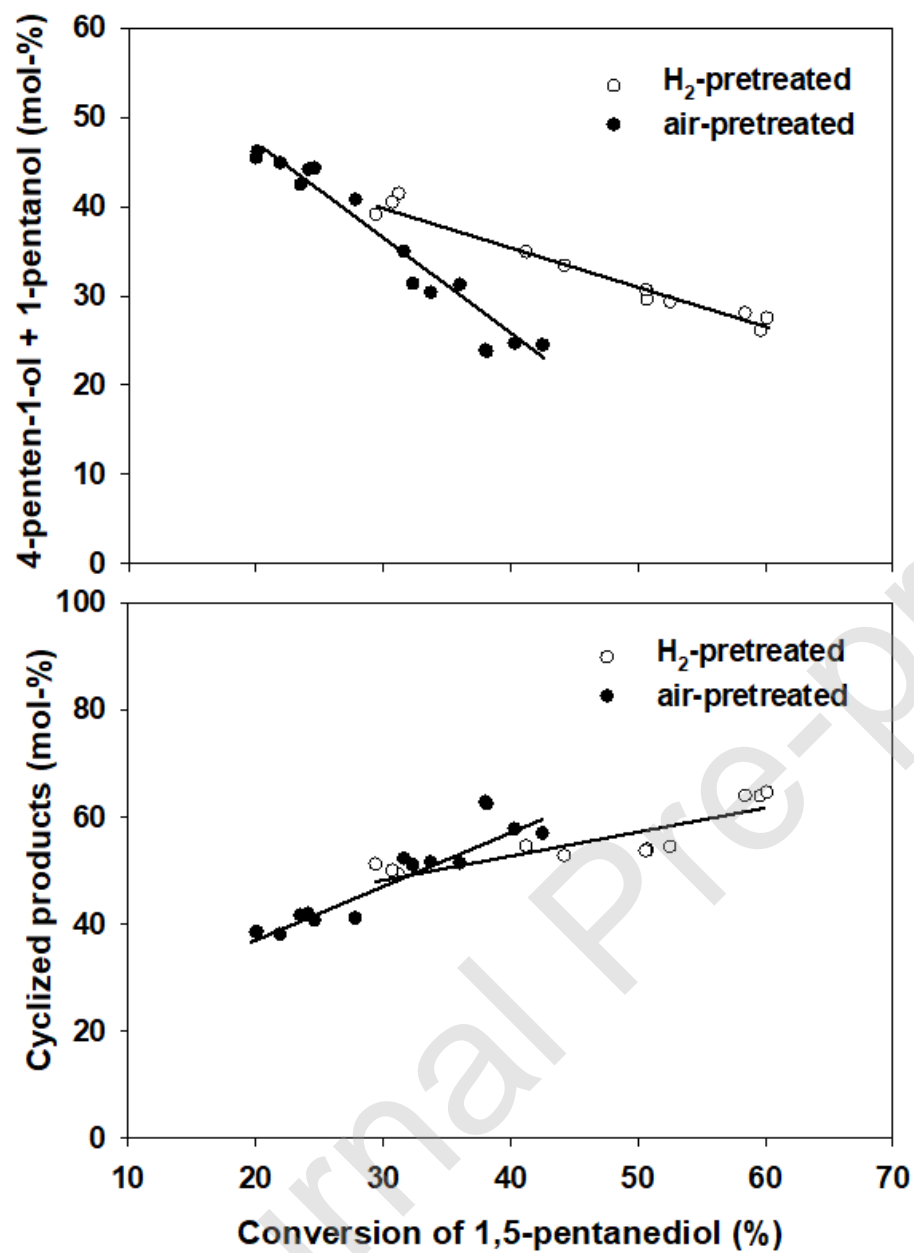 60
50
40
30
20
10
0
4-penten-1-ol + 1-pentanol (mol-%)
H₂-pretreated
air-pretreated
100
80
60
40
20
0
Cyclized products (mol-%)
H₂-pretreated
air-pretreated
10 20 30 40 50 60 70
Conversion of 1,5-pentanediol (%)
rnal Pre-p